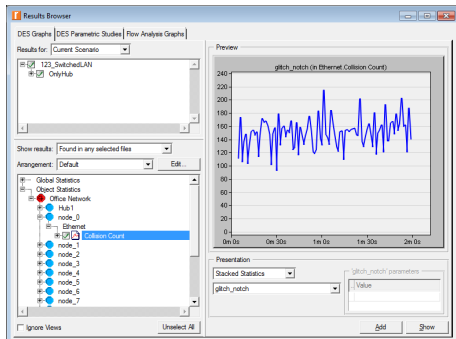 Results Browser
DES Graphs DES Parametric Studies Flow Analysis Graphs
Results for: Current Scenario
123_SwitchedLAN
OnlyHub
Show results: Found in any selected files
Arrangement: Default Edit...
Global Statistics
Object Statistics
Office Network
Hub1
node_0
Ethernet
Collision Count
node_1
node_2
node_3
node_4
node_5
node_6
node_7
Ignore Views Unselect All
Preview
glitch_notch (in Ethernet.Collision Count)
240
220
200
180
160
140
120
100
80
60
40
20
0
0m 0s 0m 30s 1m 0s 1m 30s 2m 0s
Presentation
Stacked Statistics
glitch_notch
'glitch_notch' parameters
Value
Add Show